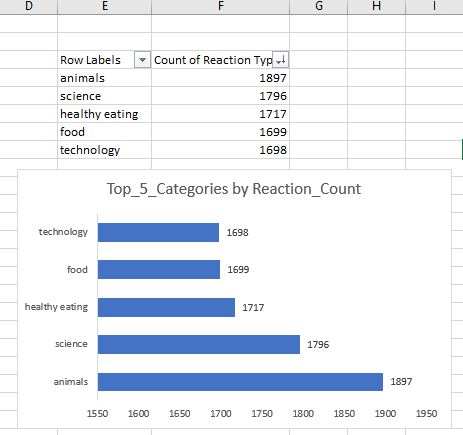 D E F G H I
Row Labels Count of Reaction Typ
animals 1897
science 1796
healthy eating 1717
food 1699
technology 1698
Top_5_Categories by Reaction_Count
technology 1698
food 1699
healthy eating 1717
science 1796
animals 1897
1550 1600 1650 1700 1750 1800 1850 1900 1950